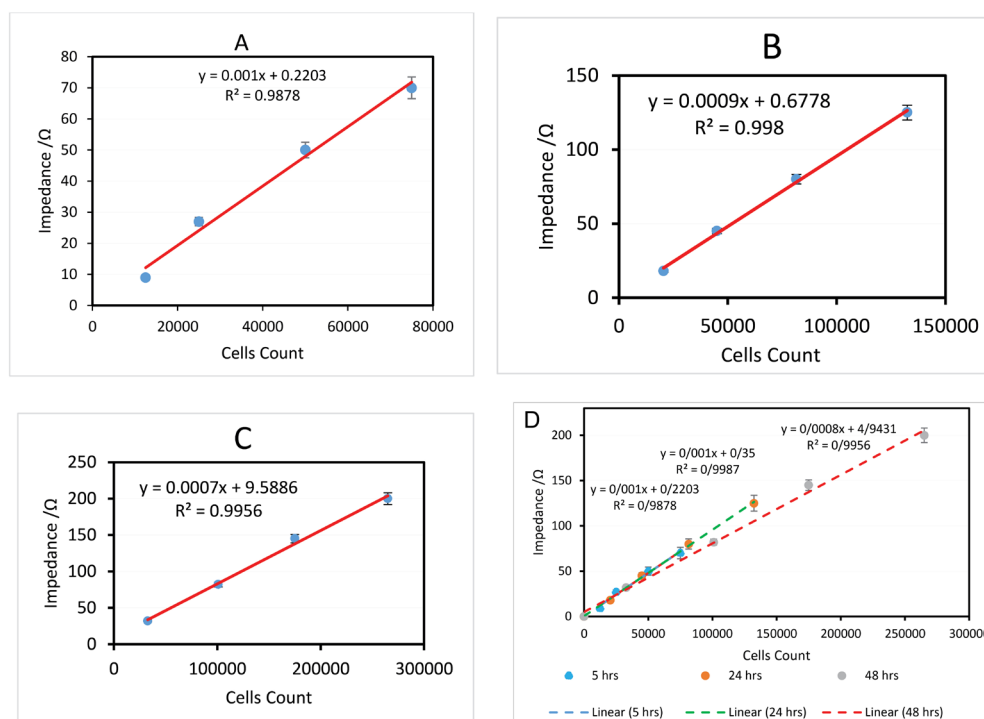 A
y = 0.001x + 0.2203
R² = 0.9878
80
70
60
50
40
30
20
10
0
0 20000 40000 60000 80000
Impedance /Ω
Cells Count
B
y = 0.0009x + 0.6778
R² = 0.998
150
100
50
0
0 50000 100000 150000
Impedance /Ω
Cells Count
C
y = 0.0007x + 9.5886
R² = 0.9956
250
200
150
100
50
0
0 100000 200000 300000
Impedance /Ω
Cells Count
D
y = 0/0008x + 4/9431
R² = 0/9956
y = 0/001x + 0/35
R² = 0/9987
y = 0/001x + 0/2203
R² = 0/9878
200
150
100
50
0
0 50000 100000 150000 200000 250000 30000
Impedance /Ω
Cells Count
5 hrs 24 hrs 48 hrs
Linear (5 hrs) Linear (24 hrs) Linear (48 hrs)